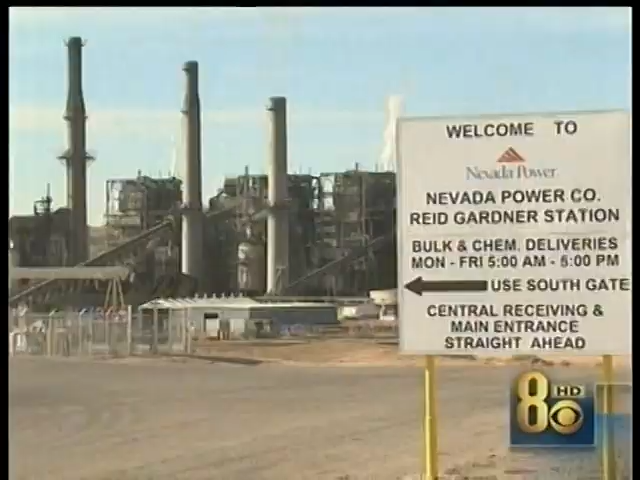 WELCOME TO
Nevada Power
NEVADA POWER CO.
REID GARDNER STATION
BULK & CHEM. DELIVERIES
MON - FRI 5:00 AM - 5:00 PM
USE SOUTH GATE
CENTRAL RECEIVING &
MAIN ENTRANCE
STRAIGHT AHEAD
8 HD